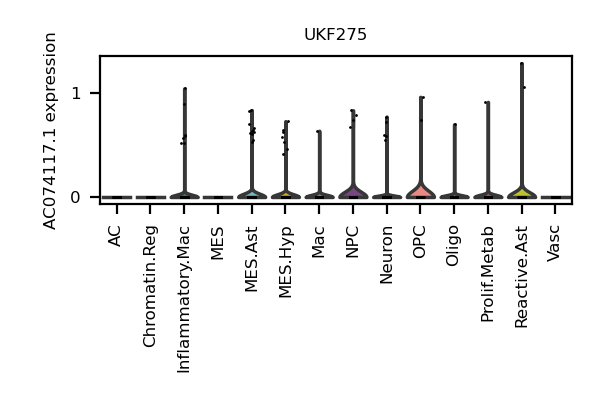 UKF275
AC074117.1 expression
1
0
AC
Chromatin.Reg
Inflammatory.Mac
MES
MES.Ast
MES.Hyp
Mac
NPC
Neuron
OPC
Oligo
Prolif.Metab
Reactive.Ast
Vasc